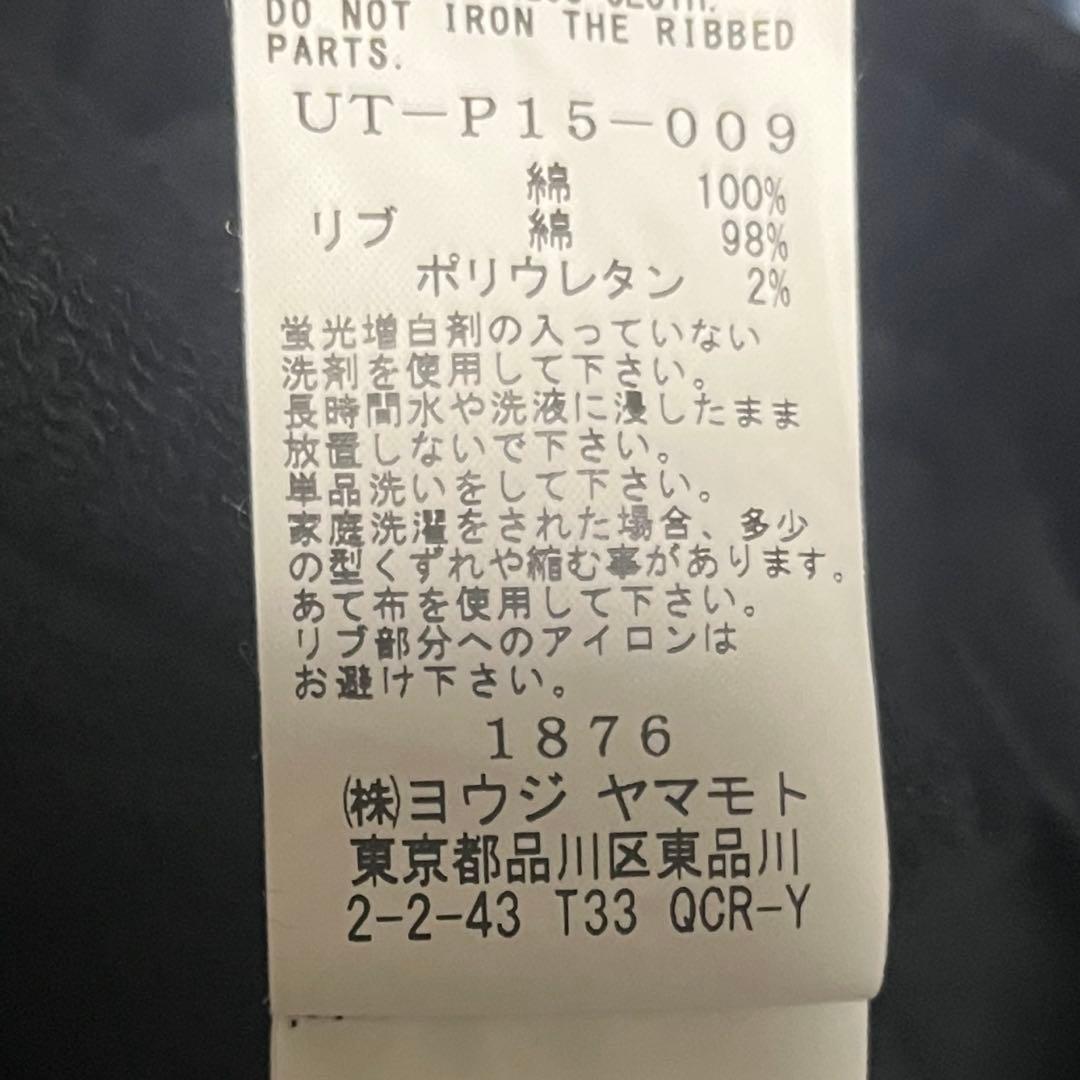 DO NOT IRON THE RIBBED
PARTS.
UT-P15-009
綿 100%
リブ 綿 98%
ポリウレタン 2%
蛍光増白剤の入っていない
洗剤を使用して下さい。
長時間水や洗液に浸したまま
放置しないで下さい。
単品洗いをして下さい。
家庭洗濯をされた場合、多少
の型くずれや縮む事があります。
あて布を使用して下さい。
リブ部分へのアイロンは
お避け下さい。
1876
㈱ヨウジ ヤマモト
東京都品川区東品川
2-2-43 T33 QCR-Y